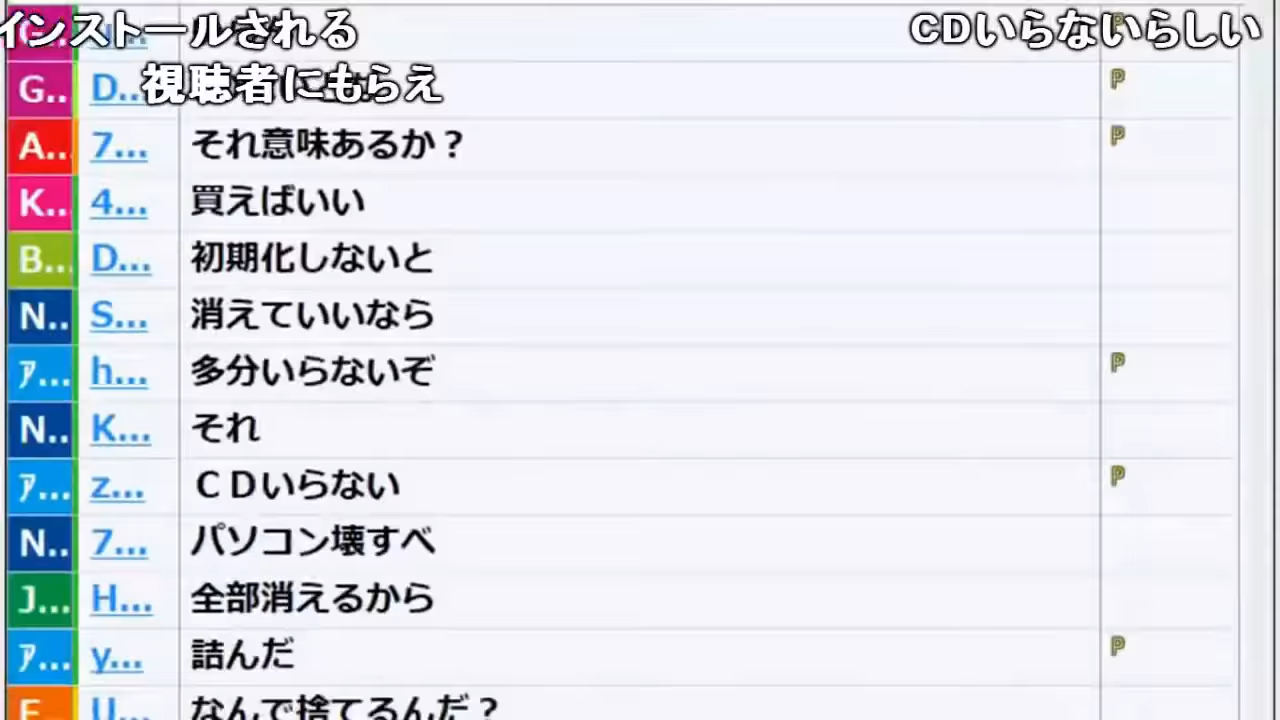 インストールされる
CDいらないらしい
P
視聴者にもらえ
G.. D... P
A... 7... それ意味あるか？ P
K.. 4... 買えばいい
B... D... 初期化しないと
N.. S... 消えていいなら
ｱ... h... 多分いらないぞ P
N.. K... それ
ｱ... z... ＣＤいらない P
N.. 7... パソコン壊すべ
J... H... 全部消えるから
ｱ... y... 詰んだ P
U... なんで捨てるんだ？